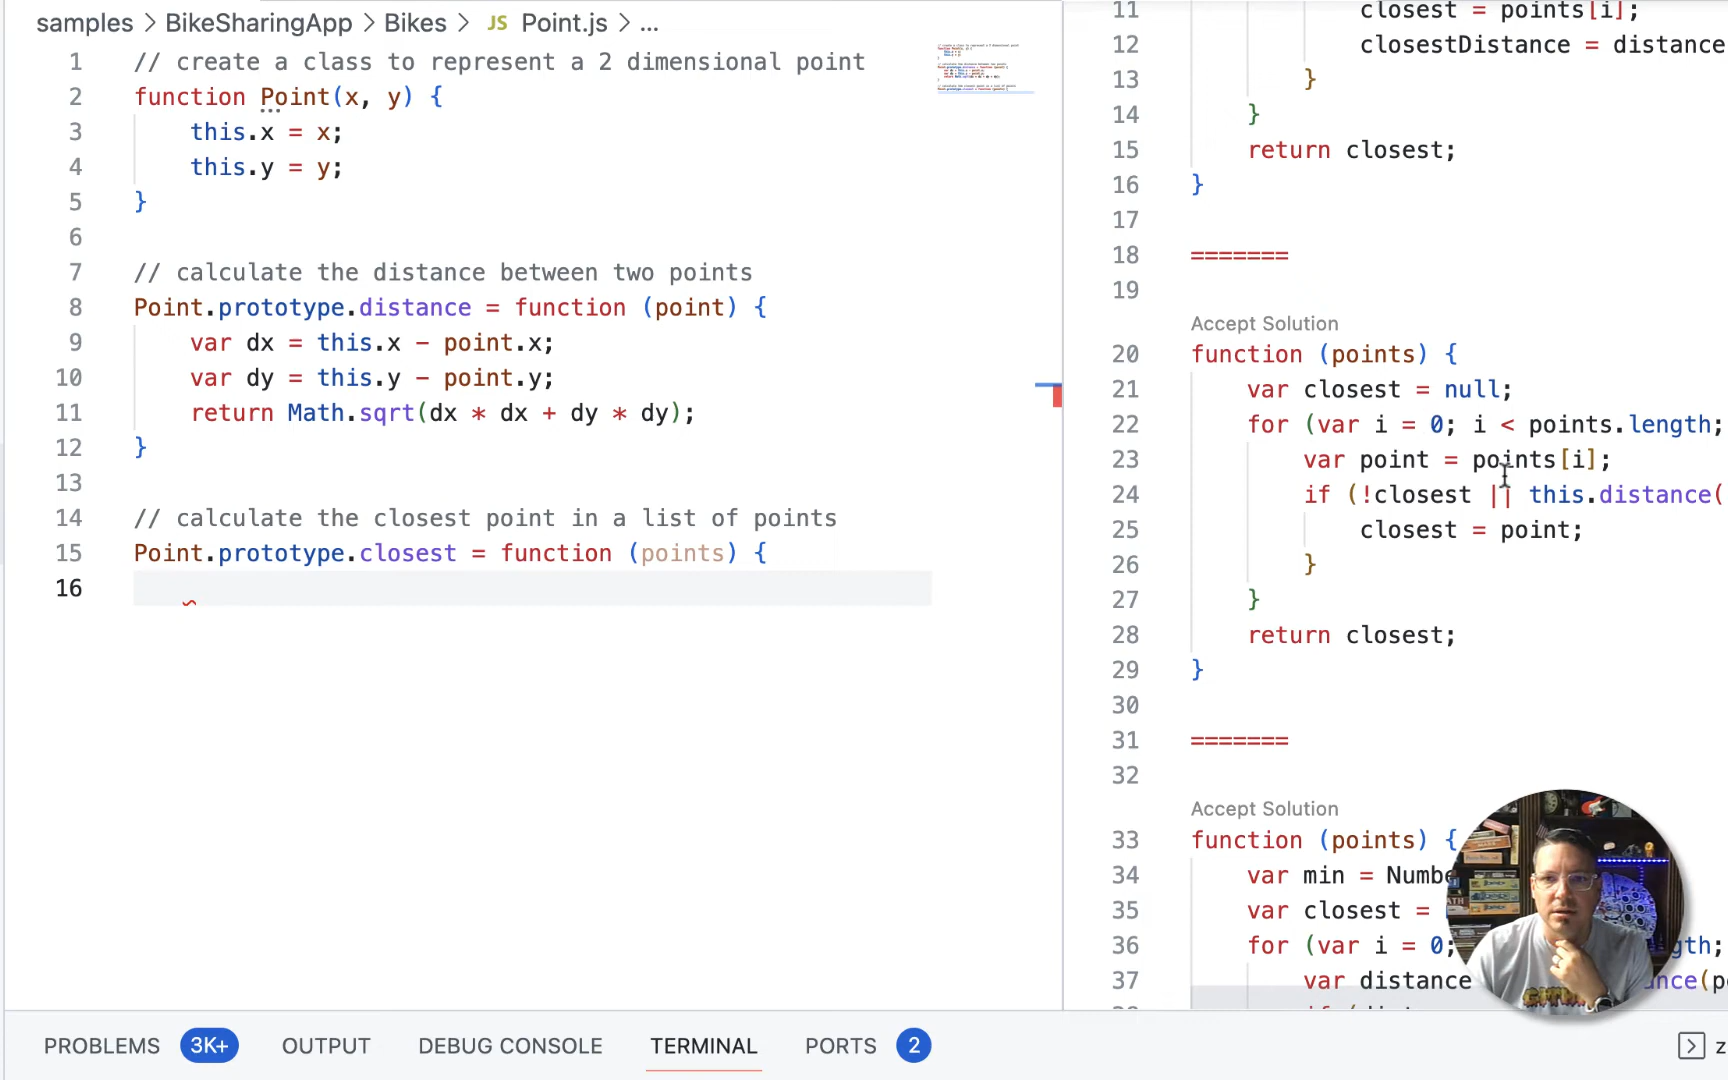 samples > BikeSharingApp > Bikes > JS Point.js > ...
1 // create a class to represent a 2 dimensional point
2 function Point(x, y) {
3 this.x = x;
4 this.y = y;
5 }
6
7 // calculate the distance between two points
8 Point.prototype.distance = function (point) {
9 var dx = this.x - point.x;
10 var dy = this.y - point.y;
11 return Math.sqrt(dx * dx + dy * dy);
12 }
13
14 // calculate the closest point in a list of points
15 Point.prototype.closest = function (points) {
16
11 closest = points[i];
12 closestDistance = distance
13 }
14 }
15 return closest;
16 }
17
18 =======
19
Accept Solution
20 function (points) {
21 var closest = null;
22 for (var i = 0; i < points.length;
23 var point = points[i];
24 if (!closest || this.distance(
25 closest = point;
26 }
27 }
28 return closest;
29 }
30
31 =======
32
Accept Solution
33 function (points) {
34 var min =
35 var closest =
36 for (var i = 0;
37 var distance
PROBLEMS 3K+ OUTPUT DEBUG CONSOLE TERMINAL PORTS 2